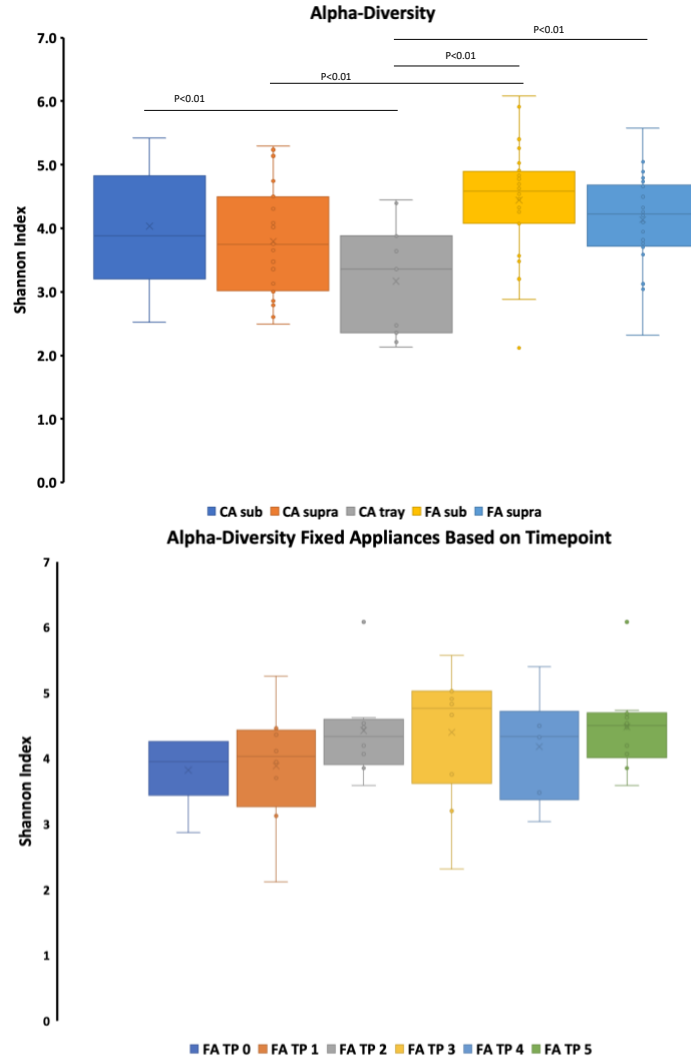 Alpha-Diversity
7.0
P<0.01
P<0.01
6.0
P<0.01
P<0.01
5.0
4.0
Shannon Index
3.0
2.0
1.0
0.0
CA sub CA supra CA tray FA sub FA supra
Alpha-Diversity Fixed Appliances Based on Timepoint
7
6
5
4
Shannon Index
3
2
1
0
FA TP 0 FA TP 1 FA TP 2 FA TP 3 FA TP 4 FA TP 5